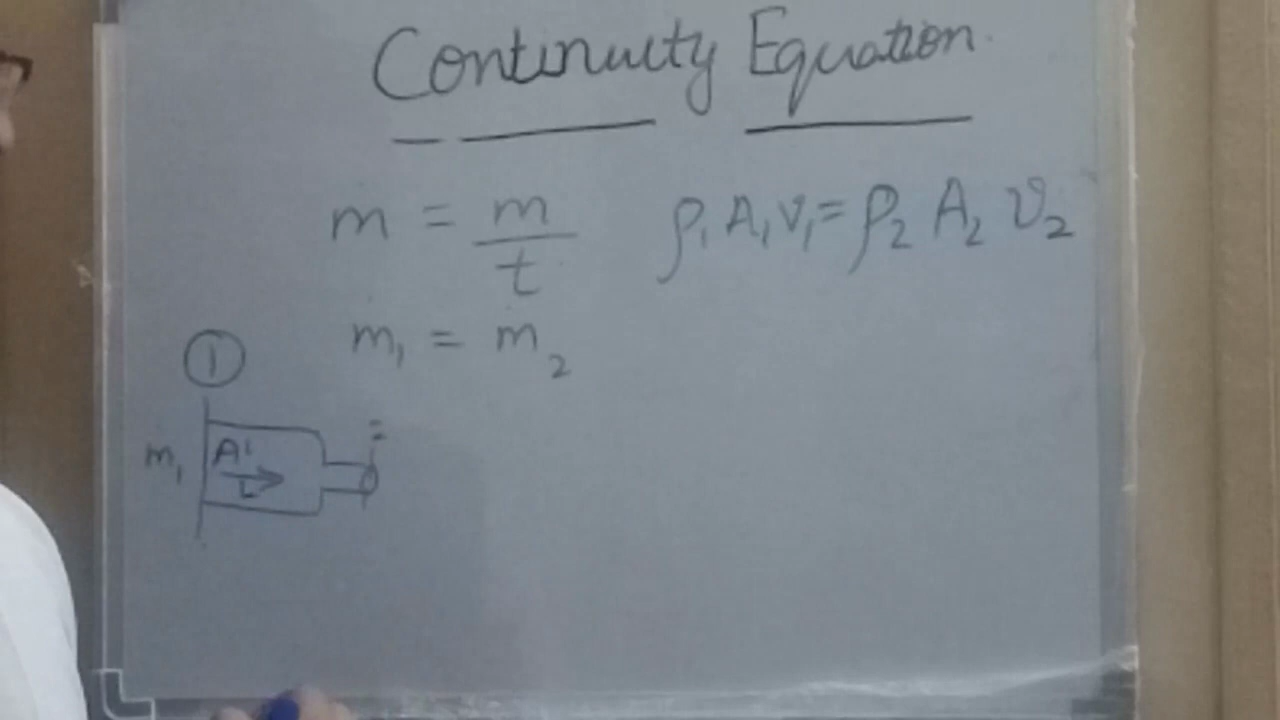 Continuity Equation.
m = m/t ρ₁ A₁ v₁ = ρ₂ A₂ v₂
m₁ = m₂
①
m₁ A₁
L